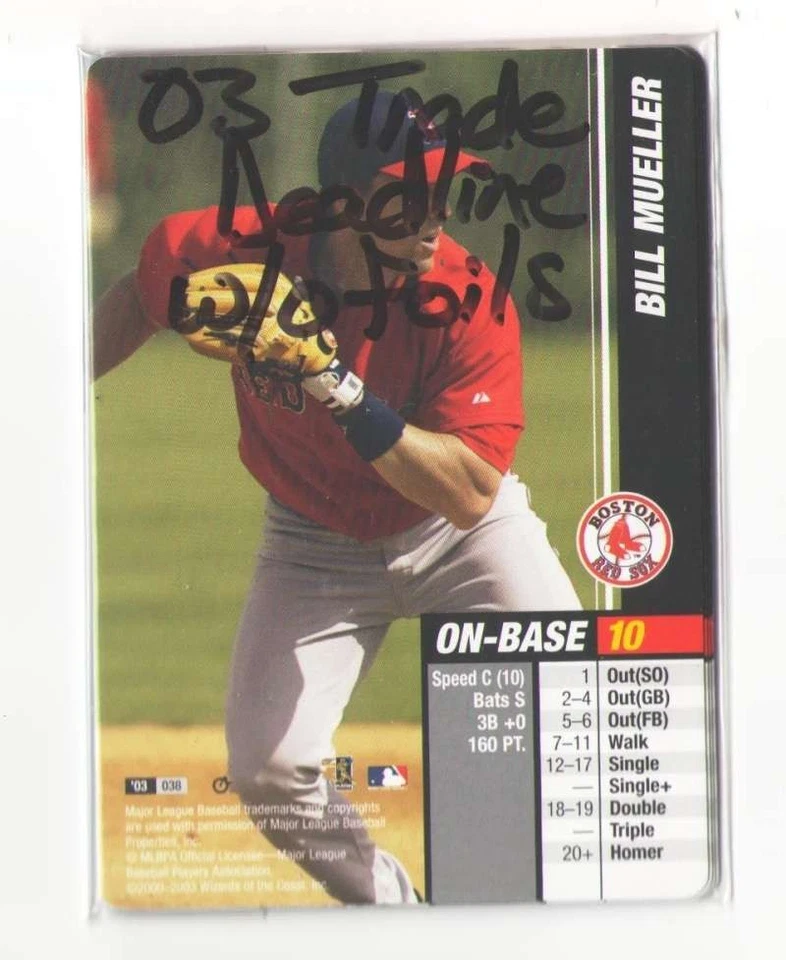 03 Trade
Deadline
w/o foils
BILL MUELLER
BOSTON
RED SOX
ON-BASE 10
Speed C (10)
Bats S
3B +0
160 PT.
1 Out(SO)
2–4 Out(GB)
5–6 Out(FB)
7–11 Walk
12–17 Single
— Single+
18–19 Double
— Triple
20+ Homer
'03 038
Major League Baseball trademarks and copyrights
are used with permission of Major League Baseball
Properties, Inc.
© MLBPA Official Licensee—Major League
Baseball Players Association.
©2000–2003 Wizards of the Coast, Inc.